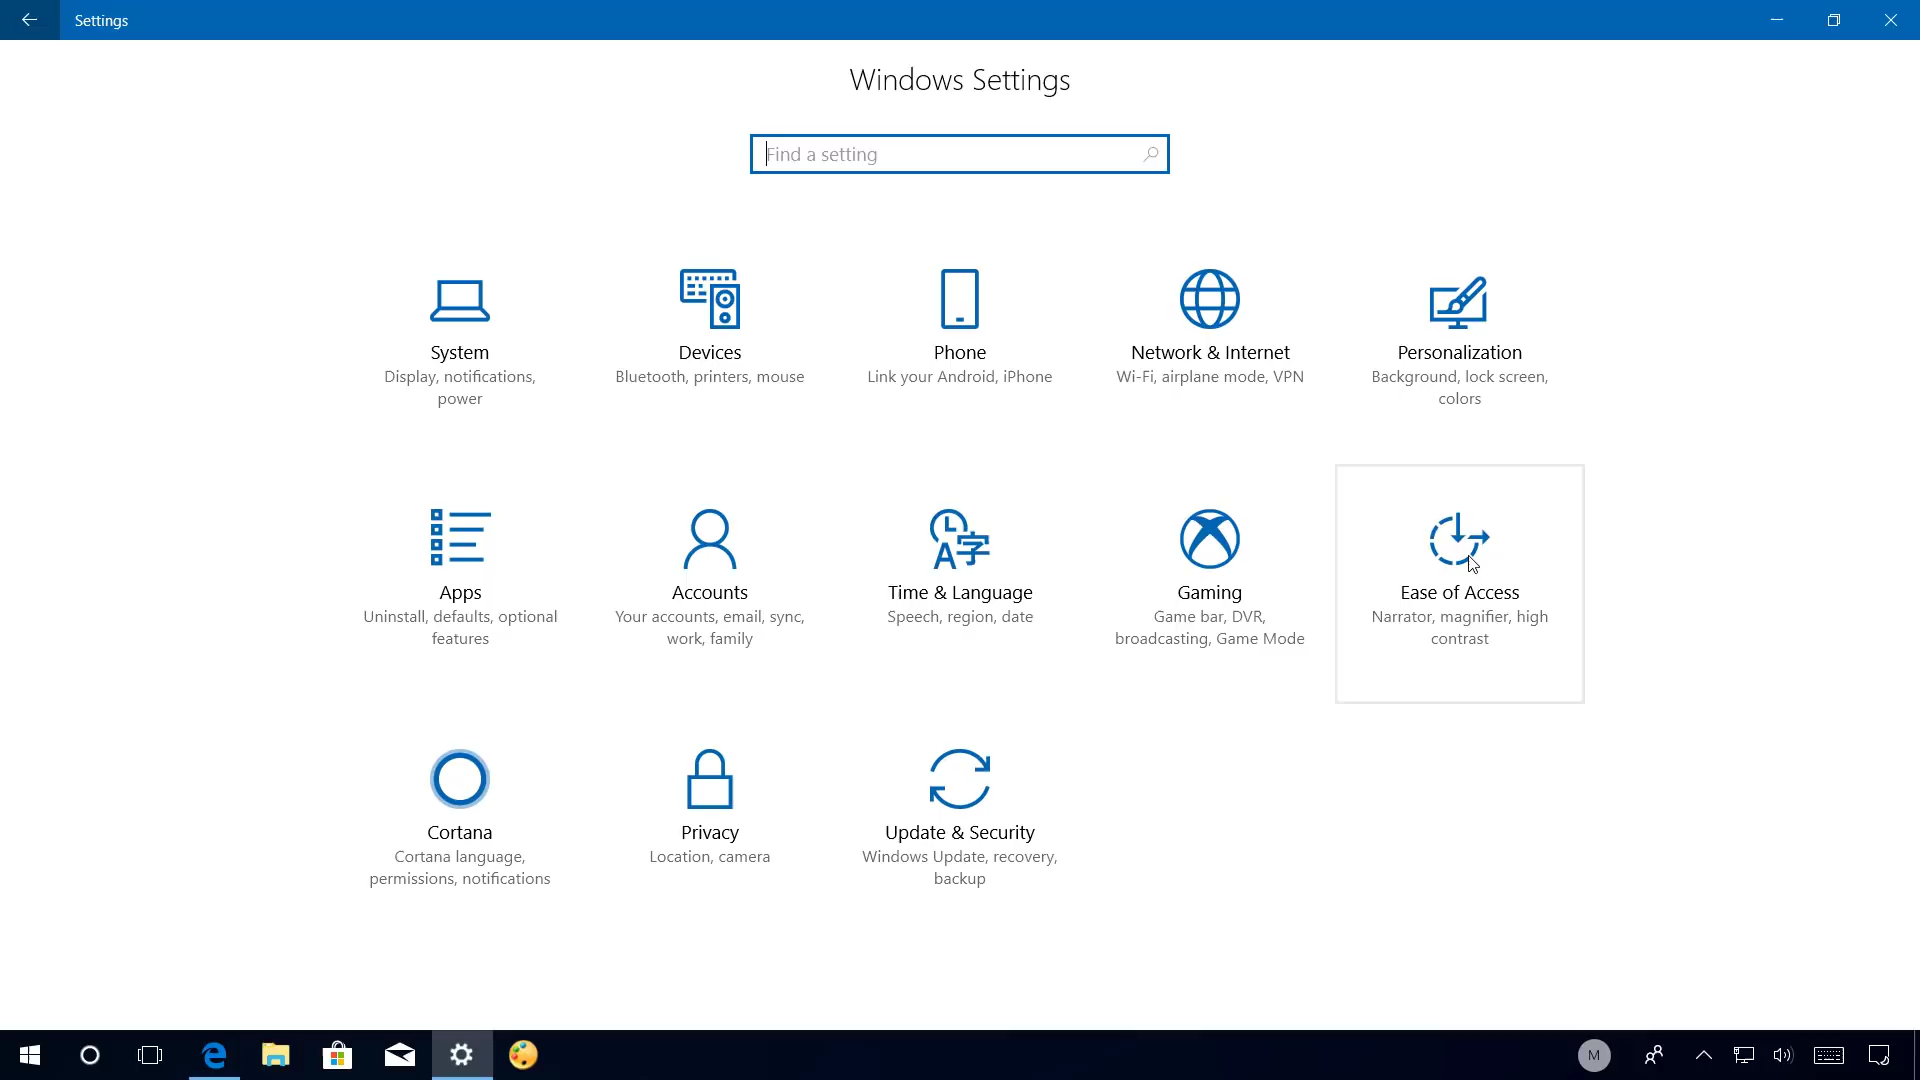 Settings
Windows Settings
Find a setting
System
Display, notifications,
power
Devices
Bluetooth, printers, mouse
Phone
Link your Android, iPhone
Network & Internet
Wi-Fi, airplane mode, VPN
Personalization
Background, lock screen,
colors
Apps
Uninstall, defaults, optional
features
Accounts
Your accounts, email, sync,
work, family
Time & Language
Speech, region, date
Gaming
Game bar, DVR,
broadcasting, Game Mode
Ease of Access
Narrator, magnifier, high
contrast
Cortana
Cortana language,
permissions, notifications
Privacy
Location, camera
Update & Security
Windows Update, recovery,
backup
M